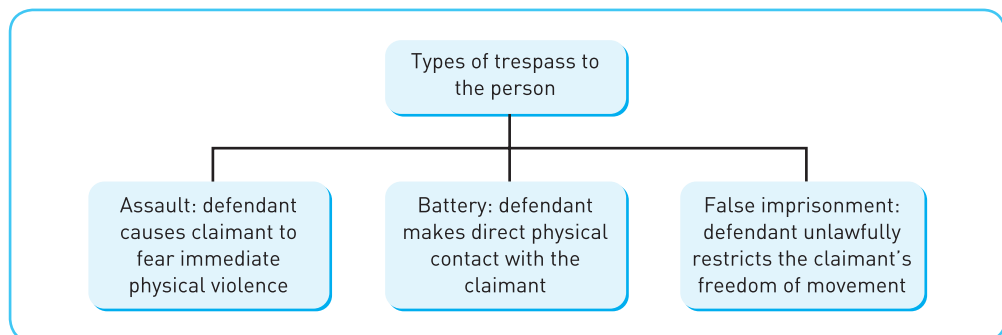 Types of trespass to
the person
Assault: defendant
causes claimant to
fear immediate
physical violence
Battery: defendant
makes direct physical
contact with the
claimant
False imprisonment:
defendant unlawfully
restricts the claimant’s
freedom of movement